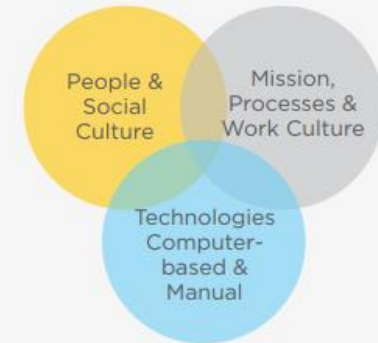 People &
Social
Culture
Mission,
Processes &
Work Culture
Technologies
Computer-
based &
Manual